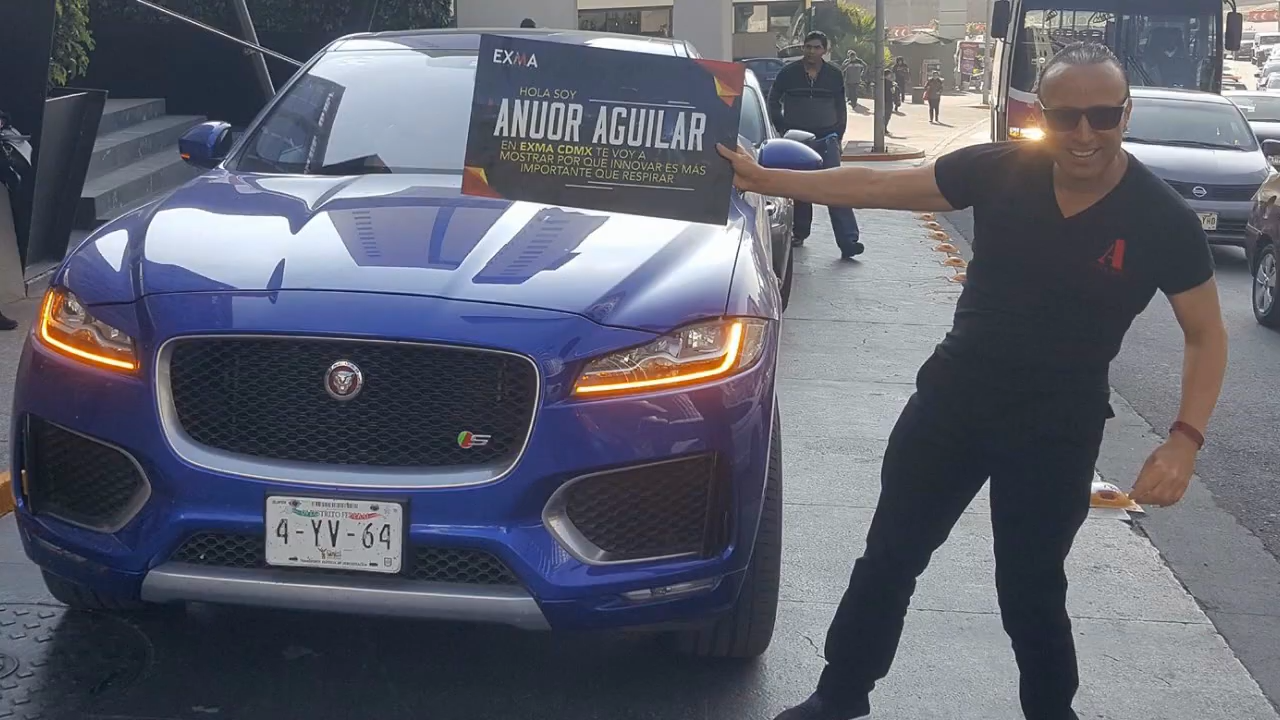 EXMA
HOLA SOY
ANUOR AGUILAR
EN EXMA CDMX TE VOY A
MOSTRAR POR QUE INNOVAR ES MÁS
IMPORTANTE QUE RESPIRAR
S
4-YV-64
A